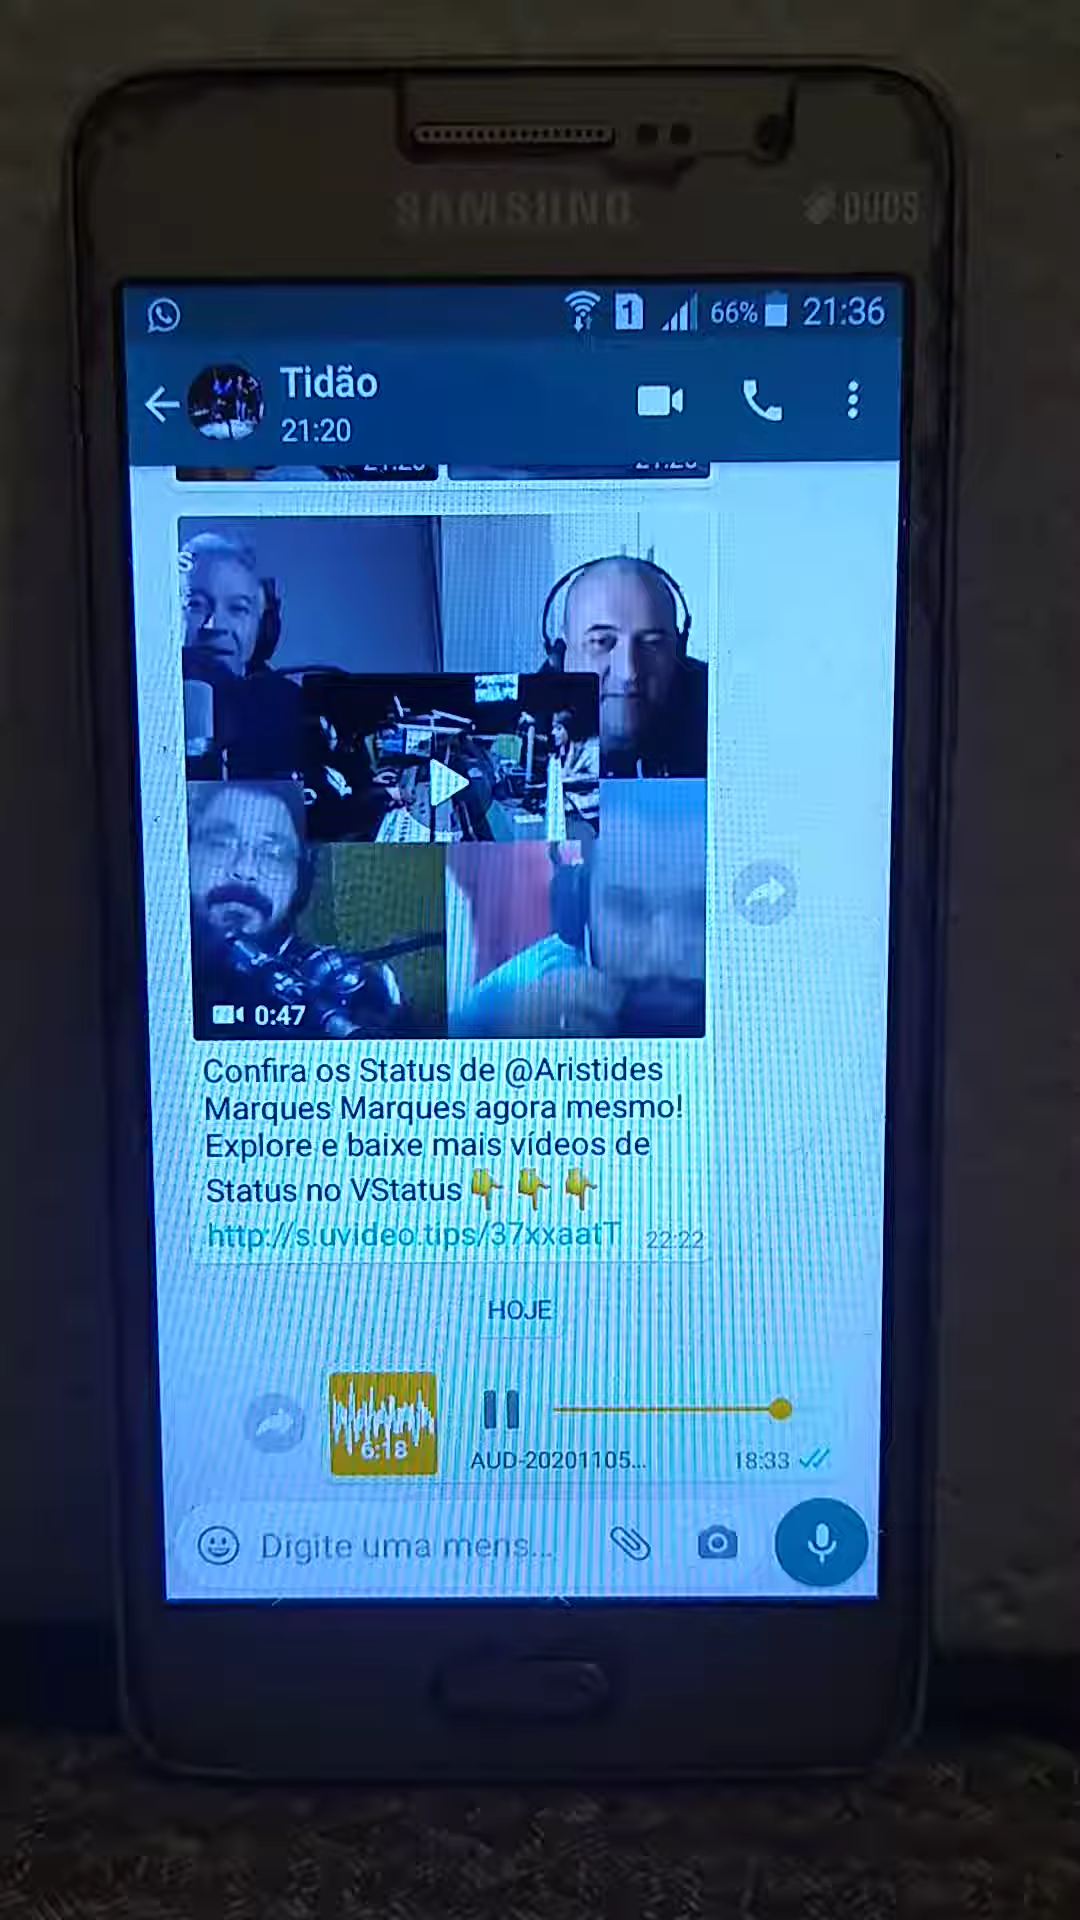 SAMSUNG
DUOS
1
66%
21:36
Tidão
21:20
S
0:47
Confira os Status de @Aristides
Marques Marques agora mesmo!
Explore e baixe mais vídeos de
Status no VStatus👇👇👇
http://s.uvideo.tips/37xxaatT
22:22
HOJE
6:18
AUD-20201105...
18:33
Digite uma mens...